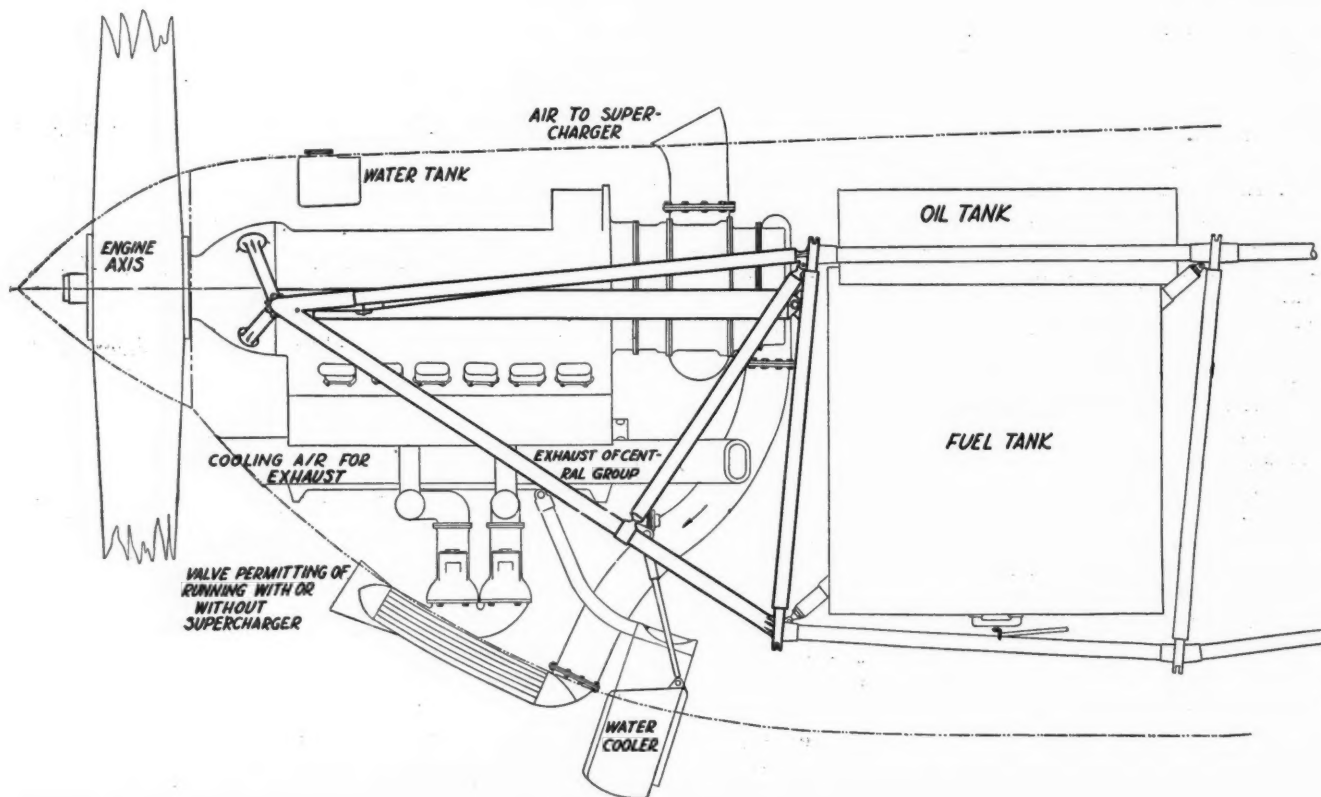 AIR TO SUPER-
CHARGER
WATER TANK
OIL TANK
ENGINE
AXIS
FUEL TANK
COOLING AIR FOR
EXHAUST
EXHAUST OF CENT-
RAL GROUP
VALVE PERMITTING OF
RUNNING WITH OR
WITHOUT
SUPERCHARGER
WATER
COOLER